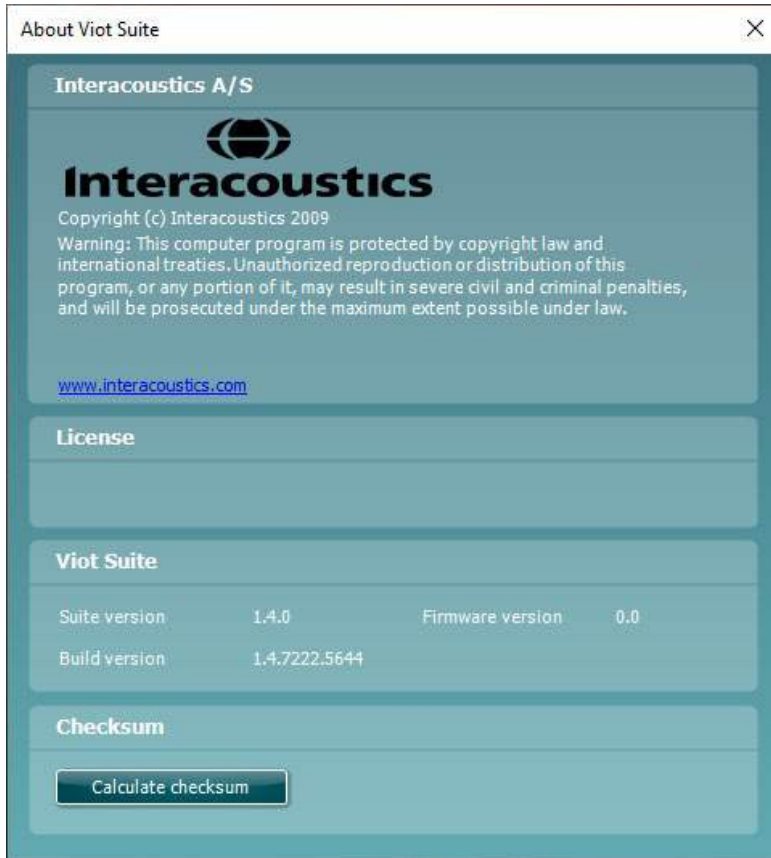 About Viot Suite
Interacoustics A/S
Interacoustics
Copyright (c) Interacoustics 2009
Warning: This computer program is protected by copyright law and
international treaties. Unauthorized reproduction or distribution of this
program, or any portion of it, may result in severe civil and criminal penalties,
and will be prosecuted under the maximum extent possible under law.
www.interacoustics.com
License
Viot Suite
Suite version 1.4.0 Firmware version 0.0
Build version 1.4.7222.5644
Checksum
Calculate checksum